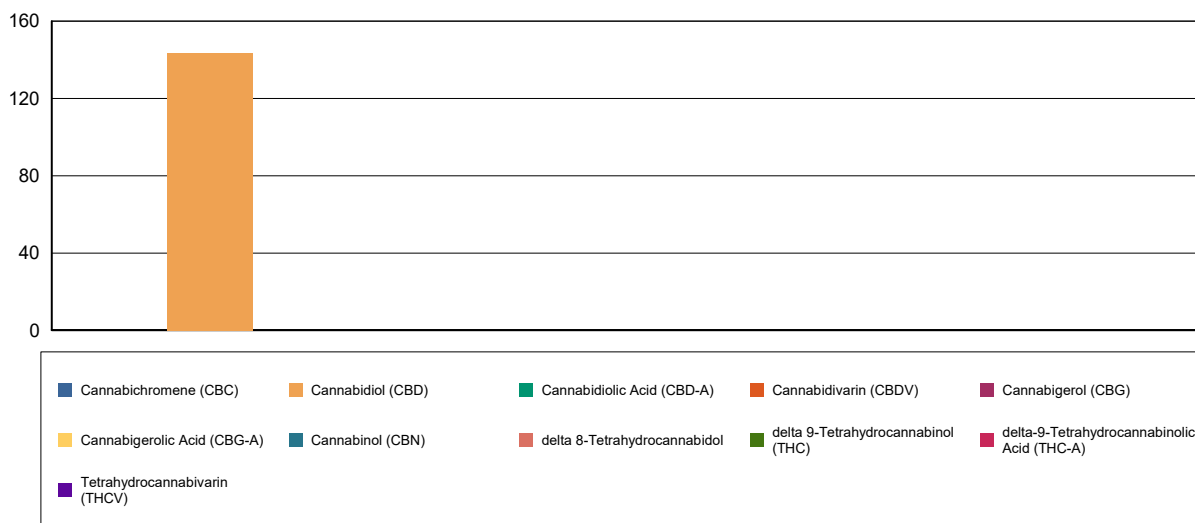 160
120
80
40
0
Cannabichromene (CBC)
Cannabidiol (CBD)
Cannabidiolic Acid (CBD-A)
Cannabidivarin (CBDV)
Cannabigerol (CBG)
Cannabigerolic Acid (CBG-A)
Cannabinol (CBN)
delta 8-Tetrahydrocannabidol
delta 9-Tetrahydrocannabinol
(THC)
delta-9-Tetrahydrocannabinolic
Acid (THC-A)
Tetrahydrocannabivarin
(THCV)